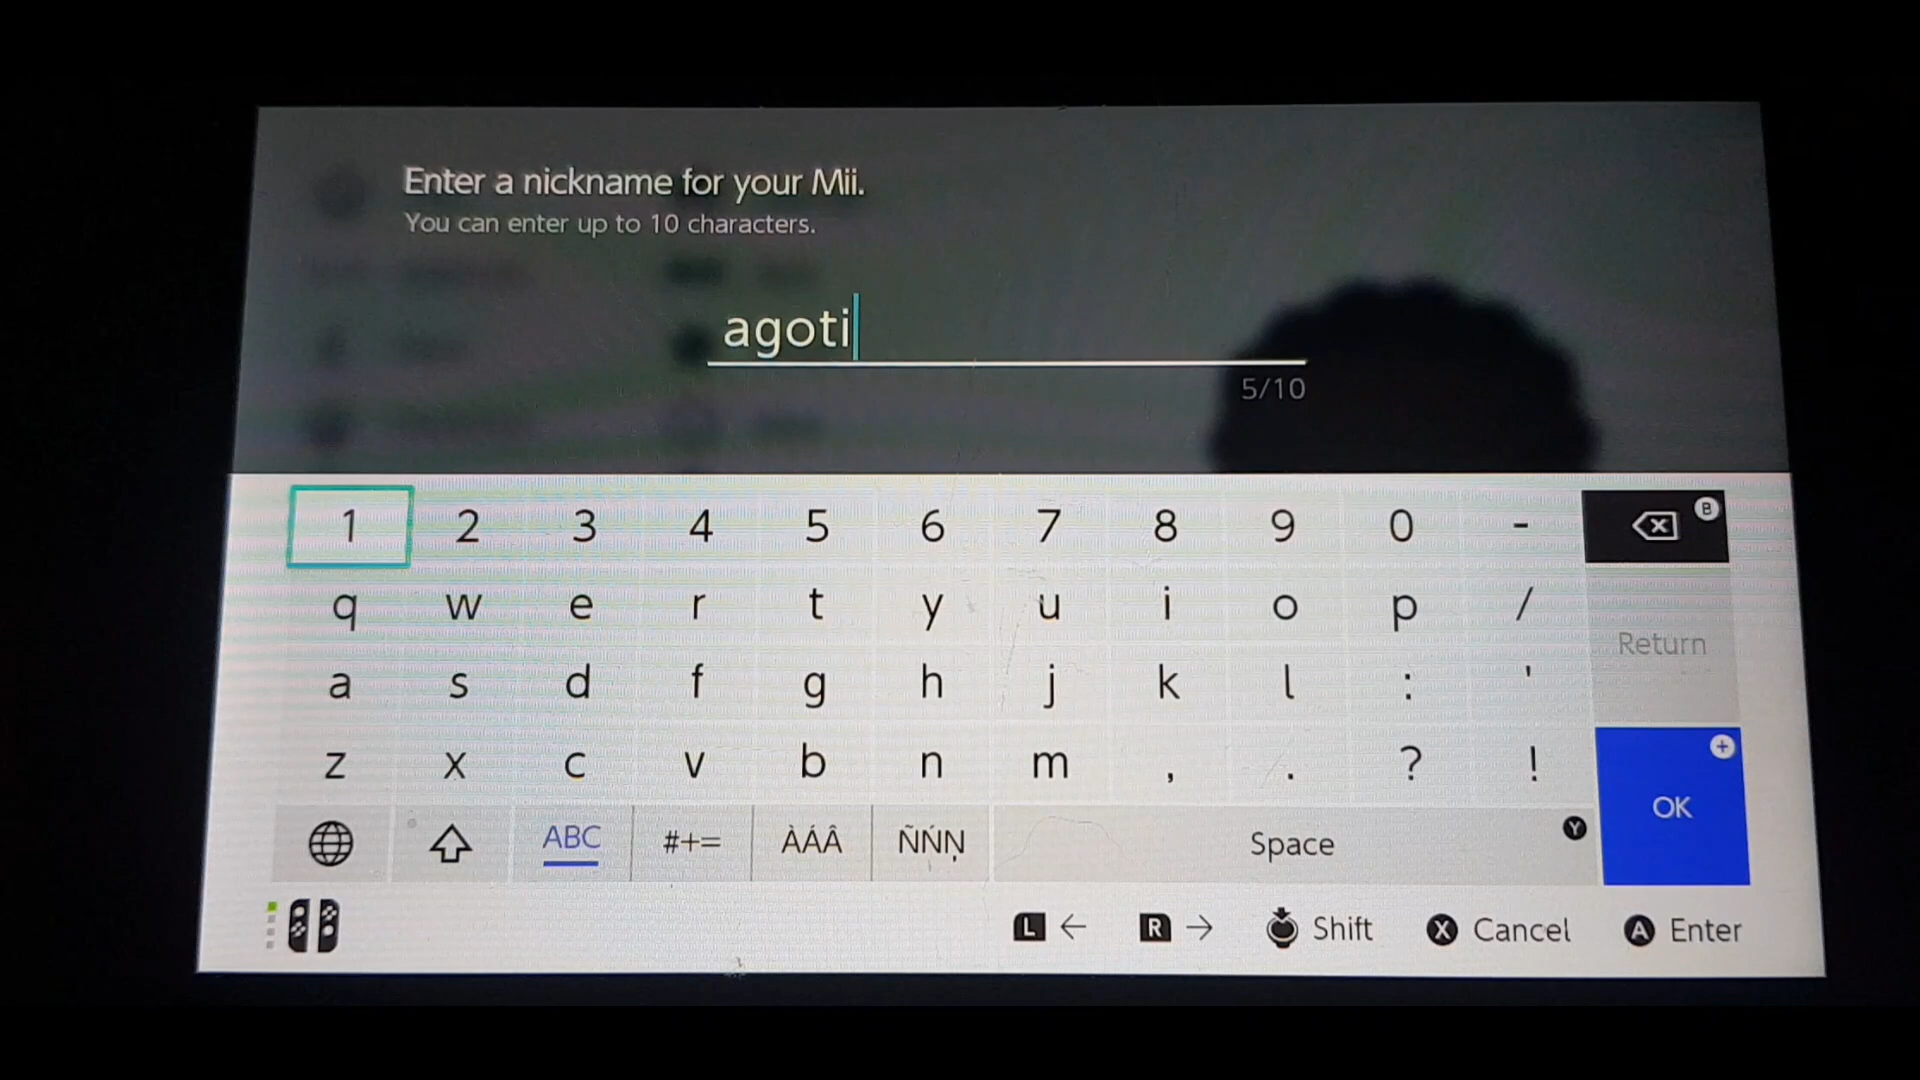 Enter a nickname for your Mii.
You can enter up to 10 characters.
agoti
5/10
1 2 3 4 5 6 7 8 9 0 - B
q w e r t y u i o p /
Return
a s d f g h j k l : '
z x c v b n m , . ? ! +
OK
ABC #+= ÀÁÂ ÑŃṆ Space Y
L ← R → Shift X Cancel A Enter